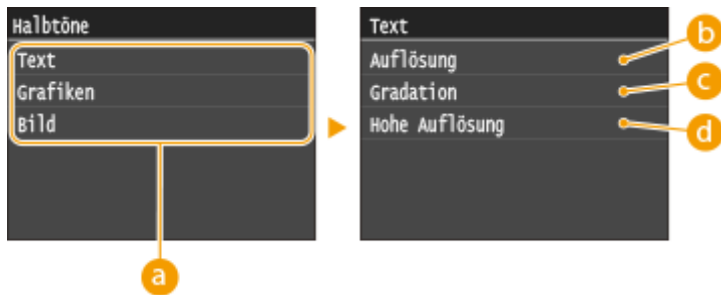 Halbtöne
Text
Grafiken
Bild
a
Text
Auflösung
Gradation
Hohe Auflösung
b
c
d